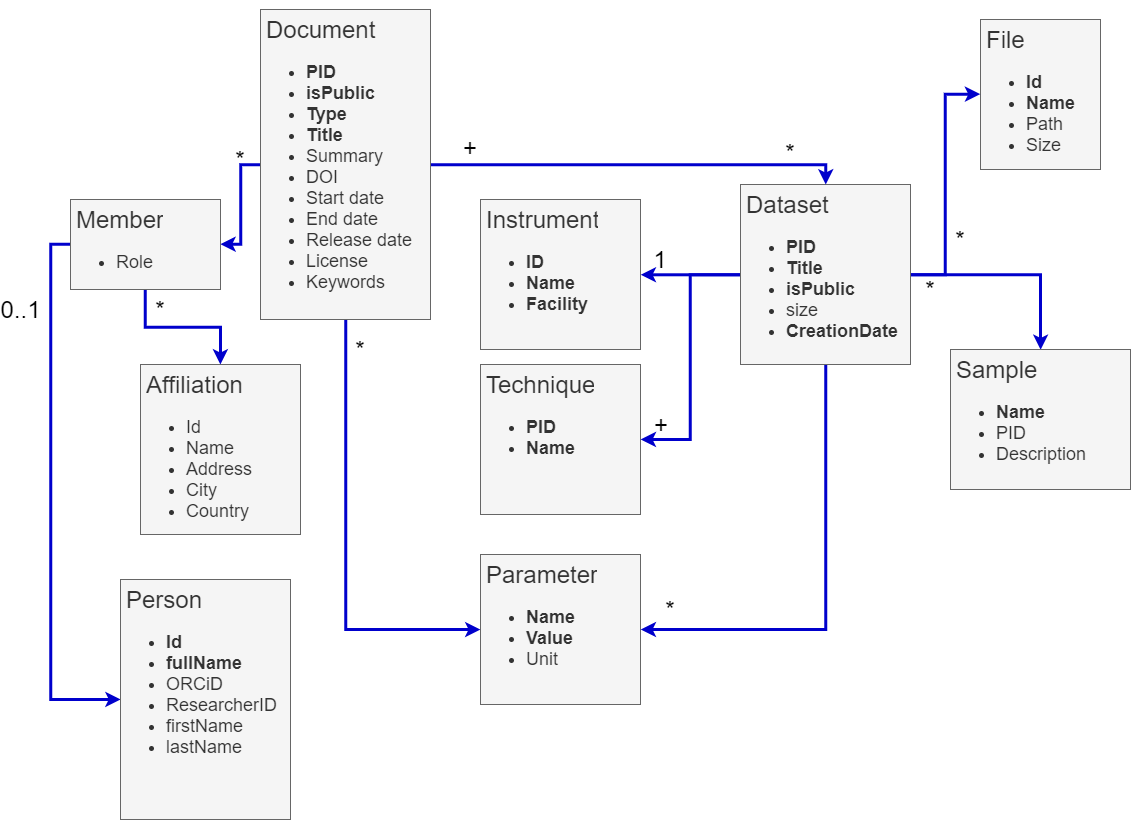 Document
PID
isPublic
Type
Title
Summary
DOI
Start date
End date
Release date
License
Keywords
File
Id
Name
Path
Size
*
+
*
Member
Role
Instrument
ID
Name
Facility
1
Dataset
PID
Title
isPublic
size
CreationDate
*
*
0..1
*
*
Affiliation
Id
Name
Address
City
Country
Technique
PID
Name
+
Sample
Name
PID
Description
Person
Id
fullName
ORCiD
ResearcherID
firstName
lastName
Parameter
Name
Value
Unit
*